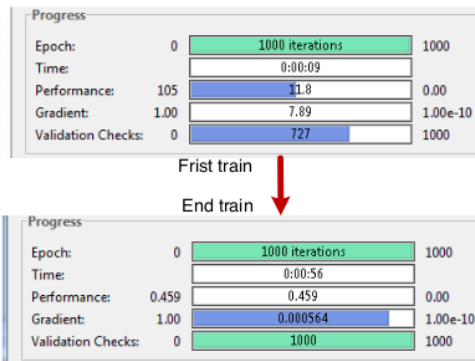 Progress
Epoch: 0 1000 iterations 1000
Time: 0:00:09
Performance: 105 11.8 0.00
Gradient: 1.00 7.89 1.00e-10
Validation Checks: 0 727 1000
Frist train
End train
Progress
Epoch: 0 1000 iterations 1000
Time: 0:00:56
Performance: 0.459 0.459 0.00
Gradient: 1.00 0.000564 1.00e-10
Validation Checks: 0 1000 1000